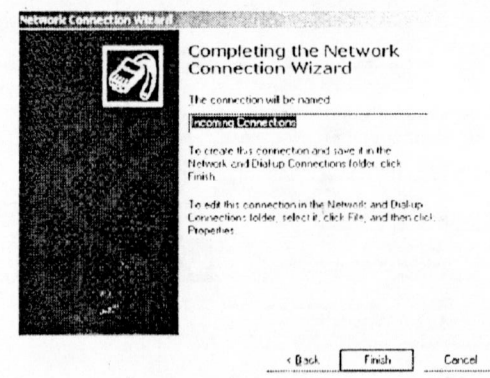 Network Connection Wizard
Completing the Network
Connection Wizard
The connection will be named:
Incoming Connections
To create this connection and save it in the
Network and Dial-up Connections folder, click
Finish.
To edit this connection in the Network and Dial-up
Connections folder, select it, click File, and then click
Properties.
< Back
Finish
Cancel